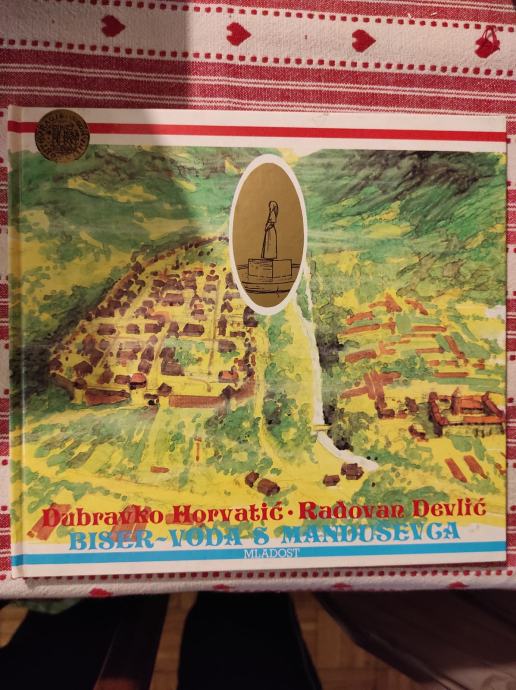 Dubravko Horvatić · Radovan Devlić
BISER-VODA S MANDUŠEVCA
MLADOST